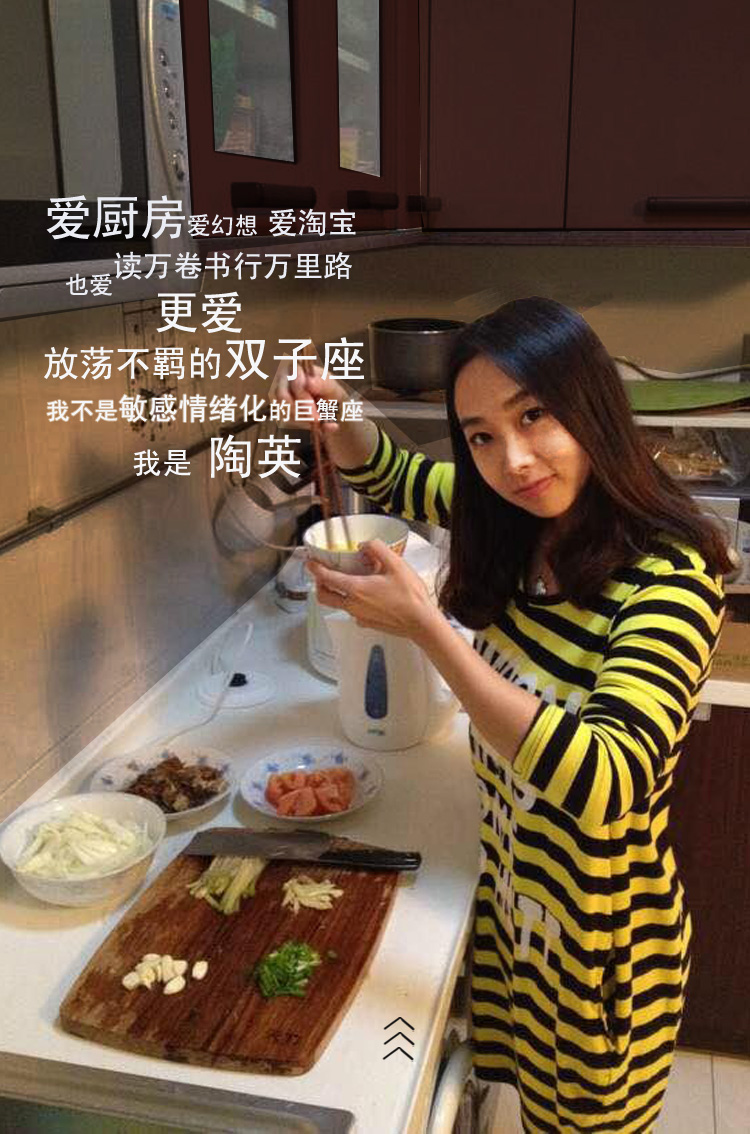 爱厨房爱幻想 爱淘宝
也爱读万卷书行万里路
更爱
放荡不羁的双子座
我不是敏感情绪化的巨蟹座
我是 陶英